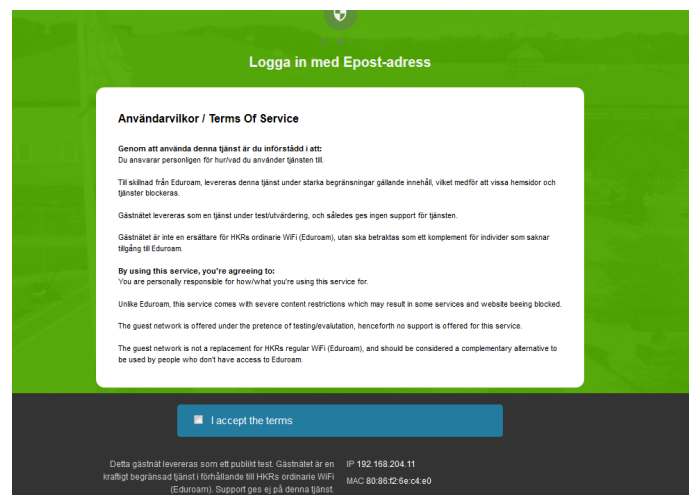 Logga in med Epost-adress
Användarvilkor / Terms Of Service
Genom att använda denna tjänst är du införstådd i att:
Du ansvarar personligen för hur/vad du använder tjänsten till.
Till skillnad från Eduroam, levereras denna tjänst under starka begränsningar gällande innehåll, vilket medför att vissa hemsidor och
tjänster blockeras.
Gästnätet levereras som en tjänst under test/utvärdering, och således ges ingen support för tjänsten.
Gästnätet är inte en ersättare för HKRs ordinarie WiFi (Eduroam), utan ska betraktas som ett komplement för individer som saknar
tillgång till Eduroam.
By using this service, you're agreeing to:
You are personally responsible for how/what you're using this service for.
Unlike Eduroam, this service comes with severe content restrictions which may result in some services and website beeing blocked.
The guest network is offered under the pretence of testing/evalutation, henceforth no support is offered for this service.
The guest network is not a replacement for HKRs regular WiFi (Eduroam), and should be considered a complementary alternative to
be used by people who don't have access to Eduroam.
I accept the terms
Detta gästnät levereras som ett publikt test. Gästnätet är en
kraftigt begränsad tjänst i förhållande till HKRs ordinarie WiFi
(Eduroam). Support ges ej på denna tjänst.
IP 192.168.204.11
MAC 80:86:f2:6e:c4:e0